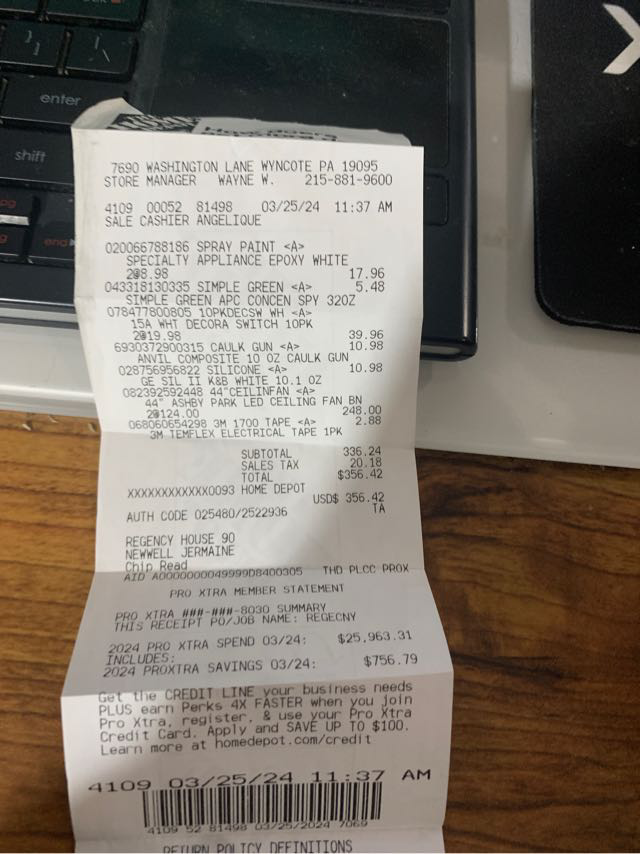 enter
shift
end
7690 WASHINGTON LANE WYNCOTE PA 19095
STORE MANAGER WAYNE W. 215-881-9600
4109 00052 81498 03/25/24 11:37 AM
SALE CASHIER ANGELIQUE
020066788186 SPRAY PAINT <A>
SPECIALTY APPLIANCE EPOXY WHITE
2@8.98 17.96
043318130335 SIMPLE GREEN <A> 5.48
SIMPLE GREEN APC CONCEN SPY 32OZ
078477800805 10PKDECSW WH <A>
15A WHT DECORA SWITCH 10PK
2@19.98 39.96
6930372900315 CAULK GUN <A> 10.98
ANVIL COMPOSITE 10 OZ CAULK GUN
028756956822 SILICONE <A> 10.98
GE SIL II K&B WHITE 10.1 OZ
082392592448 44"CEILINFAN <A>
44" ASHBY PARK LED CEILING FAN BN
2@124.00 248.00
068060654298 3M 1700 TAPE <A> 2.88
3M TEMFLEX ELECTRICAL TAPE 1PK
SUBTOTAL 336.24
SALES TAX 20.18
TOTAL $356.42
XXXXXXXXXXXX0093 HOME DEPOT
USD$ 356.42
AUTH CODE 025480/2522936 TA
REGENCY HOUSE 90
NEWWELL JERMAINE
Chip Read
AID A0000000049999D8400305 THD PLCC PROX
PRO XTRA MEMBER STATEMENT
PRO XTRA ###-###-8030 SUMMARY
THIS RECEIPT PO/JOB NAME: REGECNY
2024 PRO XTRA SPEND 03/24: $25,963.31
INCLUDES:
2024 PROXTRA SAVINGS 03/24: $756.79
Get the CREDIT LINE your business needs
PLUS earn Perks 4X FASTER when you join
Pro Xtra, register, & use your Pro Xtra
Credit Card. Apply and SAVE UP TO $100.
Learn more at homedepot.com/credit
4109 03/25/24 11:37 AM
4109 52 81498 03/25/2024 7069
RETURN POLICY DEFINITIONS